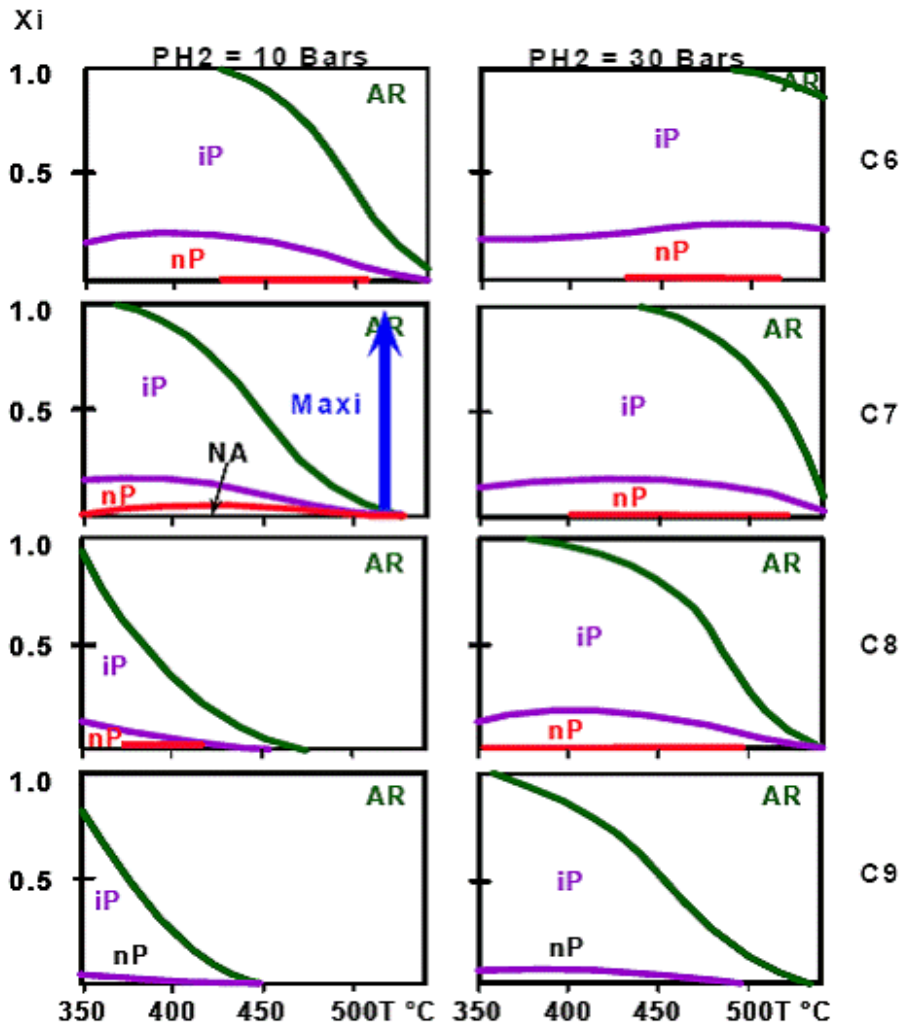 Xi
PH2 = 10 Bars PH2 = 30 Bars
1.0 AR AR
iP iP C6
0.5
nP nP
1.0 AR AR
iP iP
0.5 Maxi C7
NA
nP
1.0 AR AR
iP C8
0.5
iP
nP nP
1.0 AR AR
0.5 iP C9
iP
nP nP
350 400 450 500T °C 350 400 450 500T °C